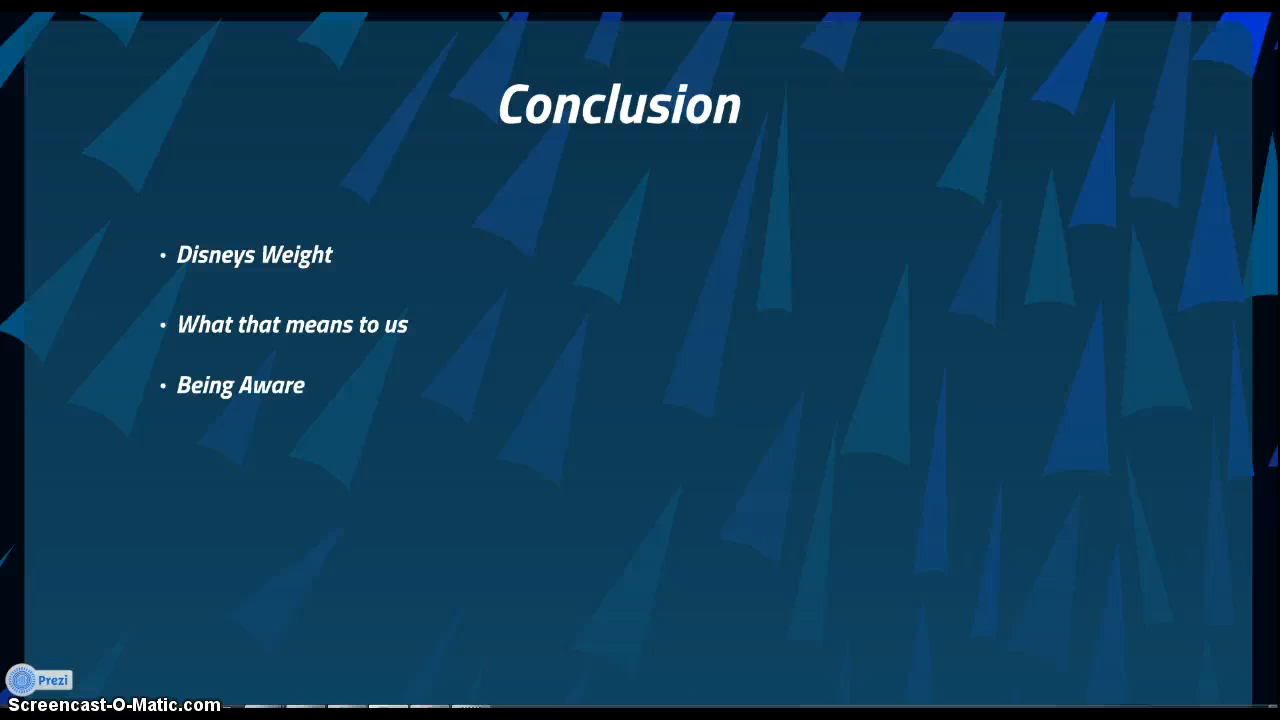 Conclusion
• Disneys Weight
• What that means to us
• Being Aware
Prezi
Screencast-O-Matic.com